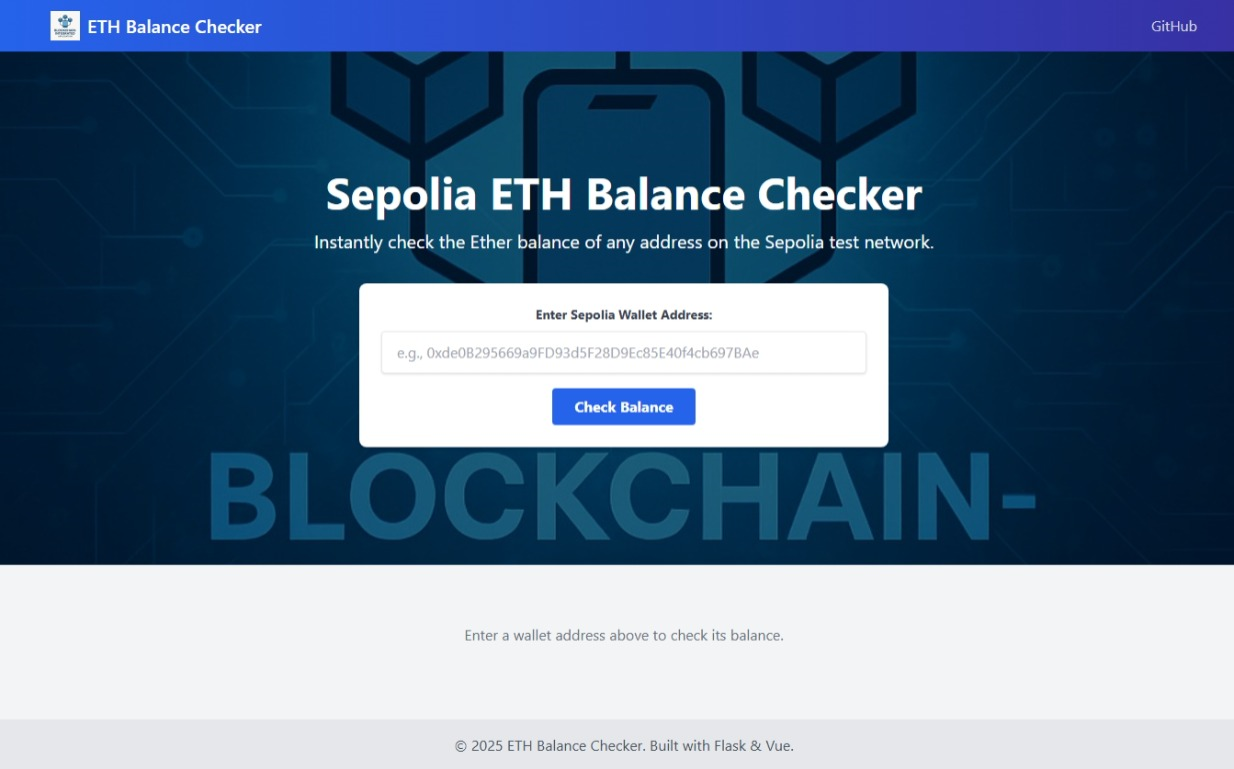 ETH Balance Checker
GitHub
Sepolia ETH Balance Checker
Instantly check the Ether balance of any address on the Sepolia test network.
Enter Sepolia Wallet Address:
e.g., 0xde0B295669a9FD93d5F28D9Ec85E40f4cb697BAe
Check Balance
BLOCKCHAIN-
Enter a wallet address above to check its balance.
© 2025 ETH Balance Checker. Built with Flask & Vue.